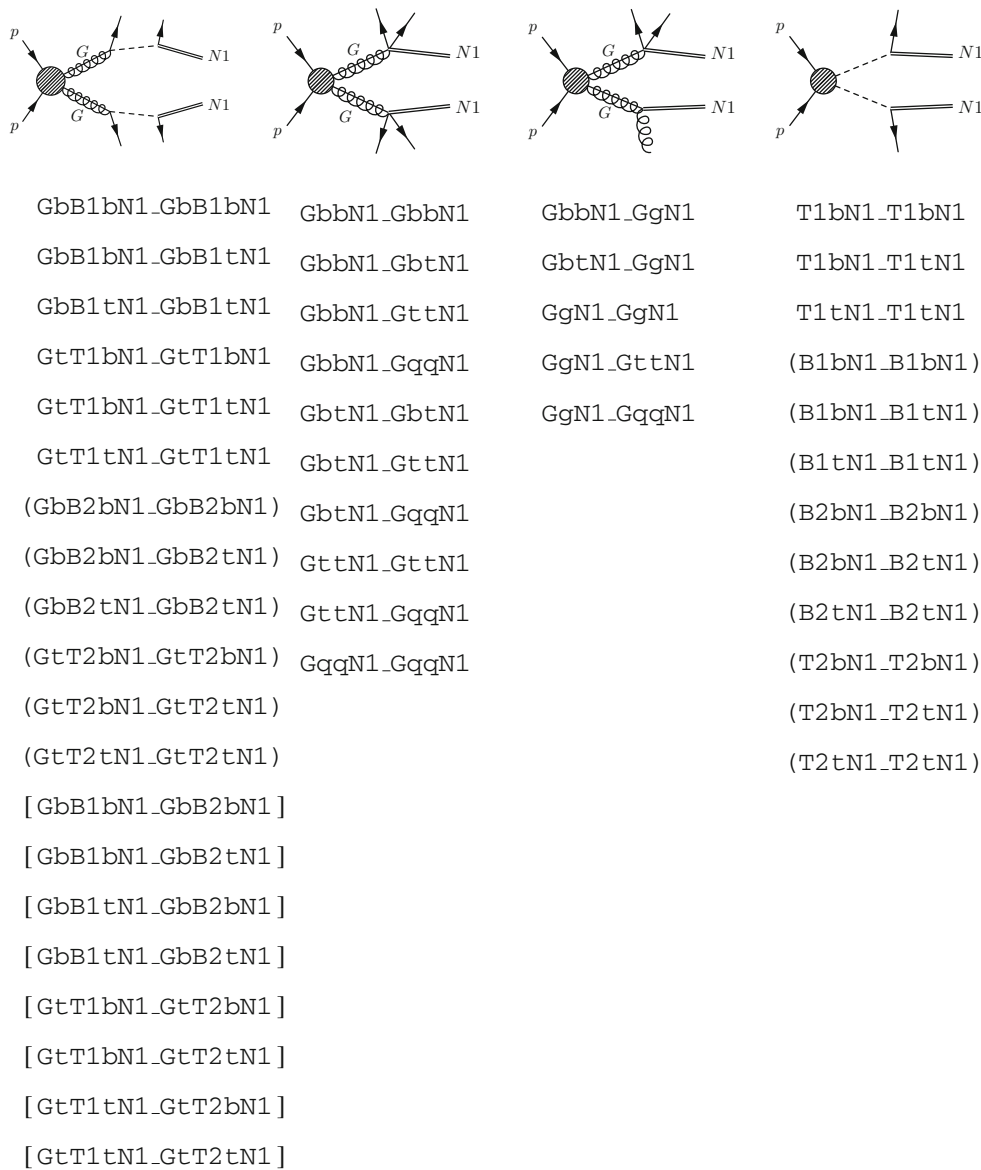 p G N1
p G N1
p G N1
p G N1
p G N1
p G N1
p N1
p N1
GbB1bN1_GbB1bN1
GbB1bN1_GbB1tN1
GbB1tN1_GbB1tN1
GtT1bN1_GtT1bN1
GtT1bN1_GtT1tN1
GtT1tN1_GtT1tN1
(GbB2bN1_GbB2bN1)
(GbB2bN1_GbB2tN1)
(GbB2tN1_GbB2tN1)
(GtT2bN1_GtT2bN1)
(GtT2bN1_GtT2tN1)
(GtT2tN1_GtT2tN1)
[GbB1bN1_GbB2bN1]
[GbB1bN1_GbB2tN1]
[GbB1tN1_GbB2bN1]
[GbB1tN1_GbB2tN1]
[GtT1bN1_GtT2bN1]
[GtT1bN1_GtT2tN1]
[GtT1tN1_GtT2bN1]
[GtT1tN1_GtT2tN1]
GbbN1_GbbN1
GbbN1_GbtN1
GbbN1_GttN1
GbbN1_GqqN1
GbtN1_GbtN1
GbtN1_GttN1
GbtN1_GqqN1
GttN1_GttN1
GttN1_GqqN1
GqqN1_GqqN1
GbbN1_GgN1
GbtN1_GgN1
GgN1_GgN1
GgN1_GttN1
GgN1_GqqN1
T1bN1_T1bN1
T1bN1_T1tN1
T1tN1_T1tN1
(B1bN1_B1bN1)
(B1bN1_B1tN1)
(B1tN1_B1tN1)
(B2bN1_B2bN1)
(B2bN1_B2tN1)
(B2tN1_B2tN1)
(T2bN1_T2bN1)
(T2bN1_T2tN1)
(T2tN1_T2tN1)